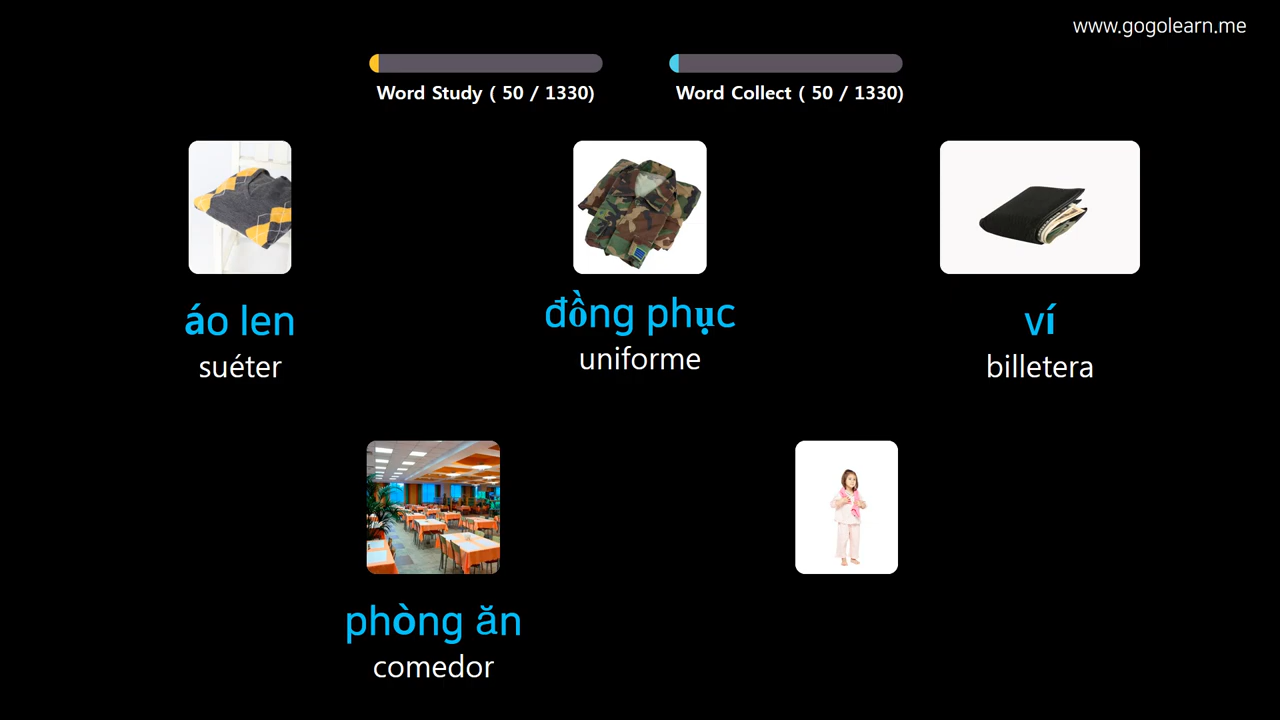 www.gogolearn.me
Word Study ( 50 / 1330)
Word Collect ( 50 / 1330)
áo len
suéter
đồng phục
uniforme
ví
billetera
phòng ăn
comedor